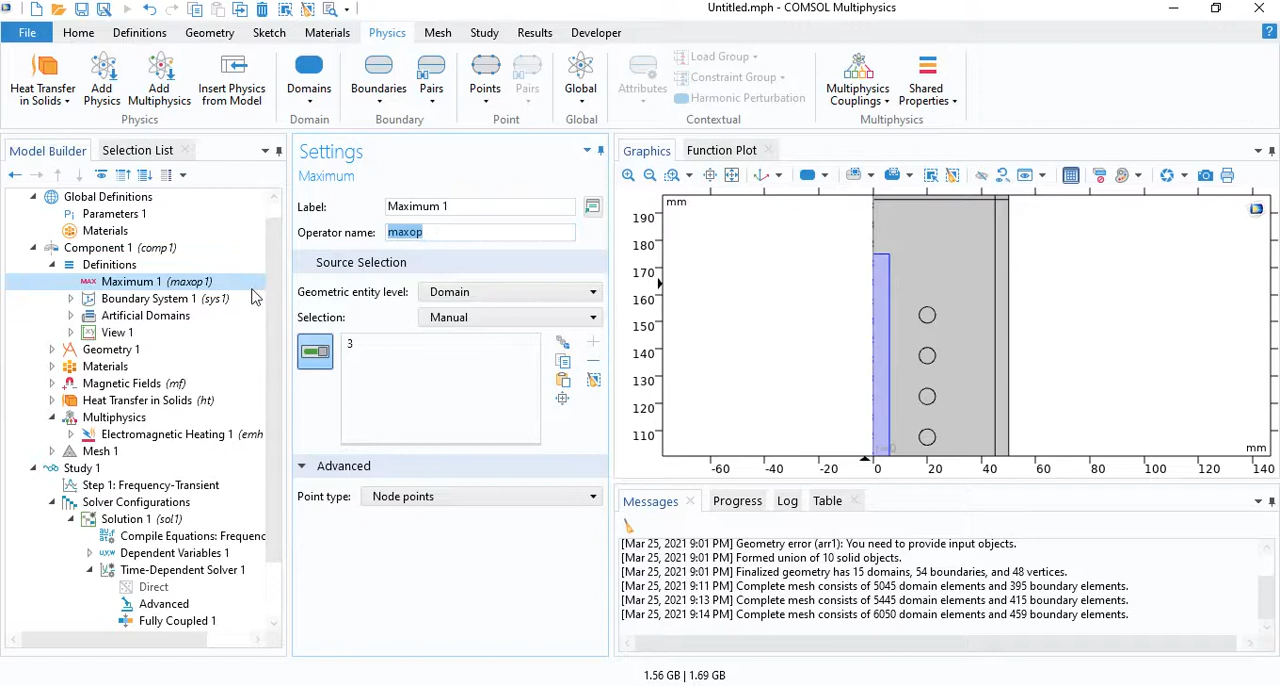 Untitled.mph - COMSOL Multiphysics
File Home Definitions Geometry Sketch Materials Physics Mesh Study Results Developer
Heat Transfer in Solids Add Physics Add Multiphysics Insert Physics from Model Domains Boundaries Pairs Points Pairs Global Attributes Load Group Multiphysics Couplings Shared Properties
Constraint Group
Harmonic Perturbation
Physics Domain Boundary Point Global Contextual Multiphysics
Model Builder Selection List
Global Definitions
Parameters 1
Materials
Component 1 (comp1)
Definitions
Maximum 1 (maxop1)
Boundary System 1 (sys1)
Artificial Domains
View 1
Geometry 1
Materials
Magnetic Fields (mf)
Heat Transfer in Solids (ht)
Multiphysics
Electromagnetic Heating 1 (emh
Mesh 1
Study 1
Step 1: Frequency-Transient
Solver Configurations
Solution 1 (sol1)
Compile Equations: Frequenc
Dependent Variables 1
Time-Dependent Solver 1
Direct
Advanced
Fully Coupled 1
Settings
Maximum
Label: Maximum 1
Operator name: maxop
Source Selection
Geometric entity level: Domain
Selection: Manual
3
Advanced
Point type: Node points
Graphics Function Plot
mm
190
180
170
160
150
140
130
120
110
mm
-60 -40 -20 0 20 40 60 80 100 120 140
Messages Progress Log Table
[Mar 25, 2021 9:01 PM] Geometry error (arr1): You need to provide input objects.
[Mar 25, 2021 9:01 PM] Formed union of 10 solid objects.
[Mar 25, 2021 9:01 PM] Finalized geometry has 15 domains, 54 boundaries, and 48 vertices.
[Mar 25, 2021 9:11 PM] Complete mesh consists of 5045 domain elements and 395 boundary elements.
[Mar 25, 2021 9:13 PM] Complete mesh consists of 5445 domain elements and 415 boundary elements.
[Mar 25, 2021 9:14 PM] Complete mesh consists of 6050 domain elements and 459 boundary elements.
1.56 GB | 1.69 GB